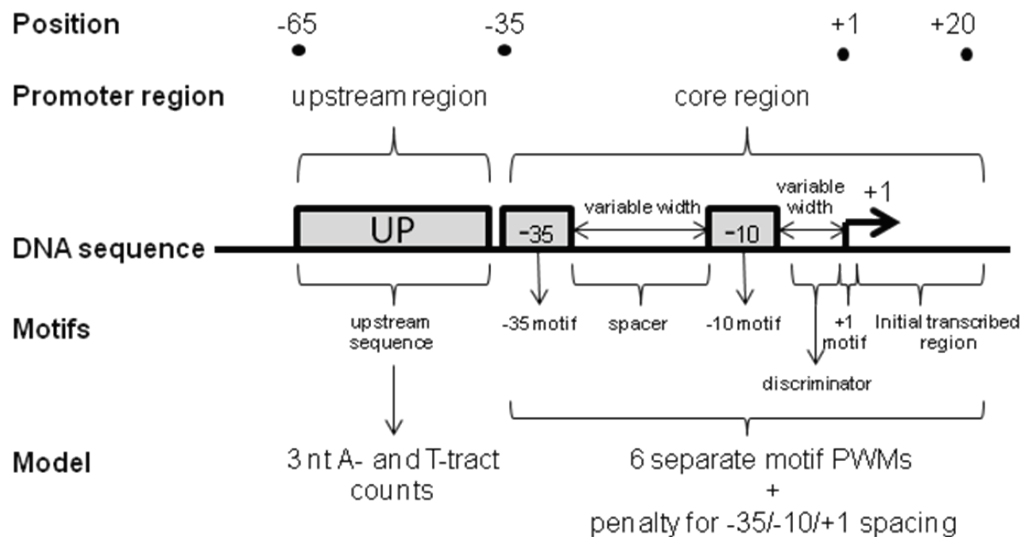 Position -65 -35 +1 +20
Promoter region upstream region core region
variable width variable width +1
DNA sequence UP -35 -10
Motifs upstream sequence -35 motif spacer -10 motif +1 motif Initial transcribed region
discriminator
Model 3 nt A- and T-tract counts 6 separate motif PWMs
+
penalty for -35/-10/+1 spacing